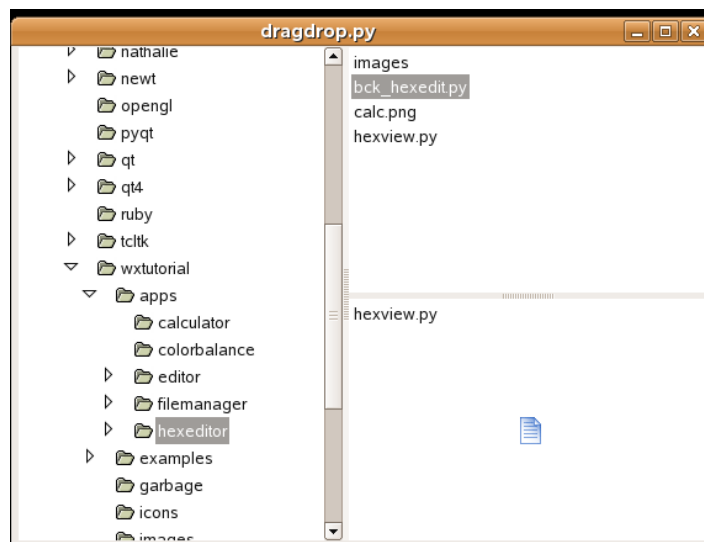 dragdrop.py
nathalie
newt
opengl
pyqt
qt
qt4
ruby
tcltk
wxtutorial
apps
calculator
colorbalance
editor
filemanager
hexeditor
examples
garbage
icons
images
images
bck_hexedit.py
calc.png
hexview.py
hexview.py